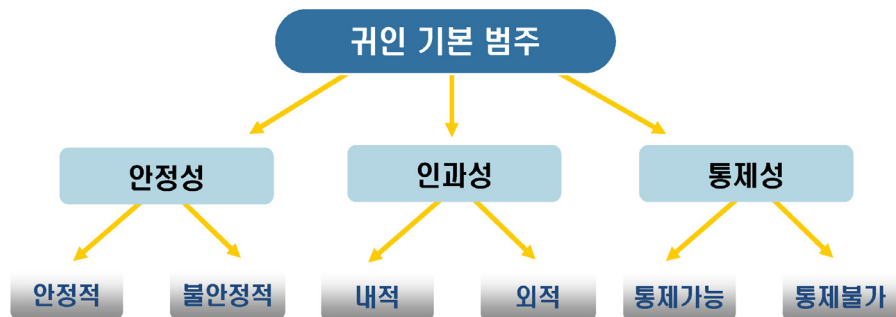 귀인 기본 범주
안정성
인과성
통제성
안정적
불안정적
내적
외적
통제가능
통제불가